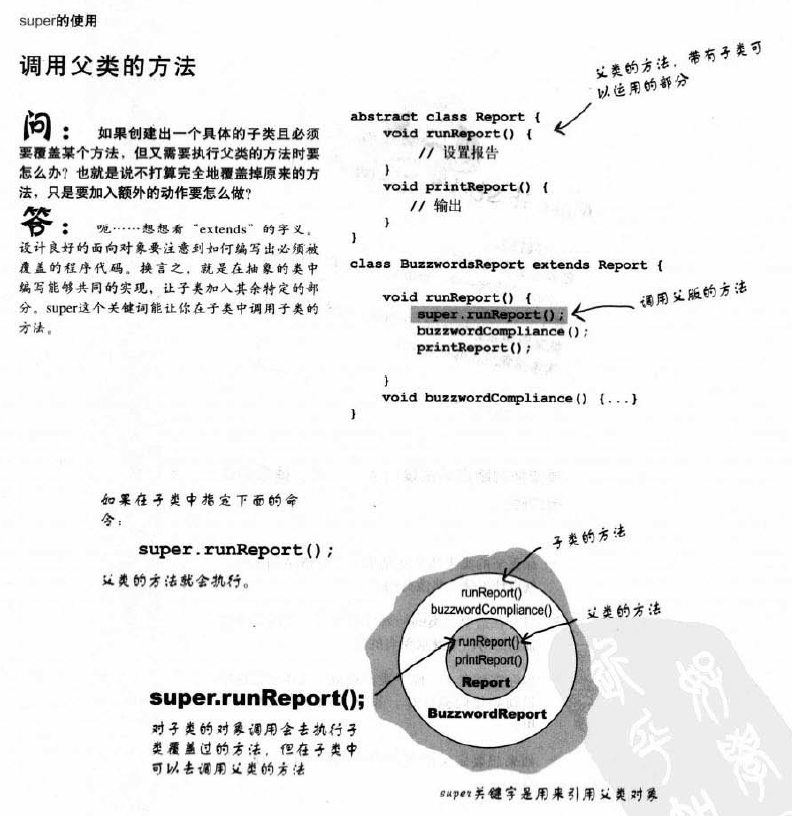 super的使用
调用父类的方法
问： 如果创建出一个具体的子类且必须
要覆盖某个方法，但又需要执行父类的方法时要
怎么办？也就是说不打算完全地覆盖掉原来的方
法，只是要加入额外的动作要怎么做？
答： 呃……想想看“extends”的字义。
设计良好的面向对象要注意到如何编写出必须被
覆盖的程序代码。换言之，就是在抽象的类中
编写能够共同的实现，让子类加入其余特定的部
分。super这个关键词能让你在子类中调用子类的
方法。
父类的方法，带有子类可
以运用的部分
abstract class Report {
void runReport() {
// 设置报告
}
void printReport() {
// 输出
}
}
class BuzzwordsReport extends Report {
void runReport() {
super.runReport();
buzzwordCompliance();
printReport();
}
void buzzwordCompliance() {...}
}
调用父版的方法
如果在子类中指定下面的命
令：
super.runReport();
父类的方法就会执行。
子类的方法
runReport()
buzzwordCompliance()
父类的方法
runReport()
printReport()
Report
BuzzwordReport
super.runReport();
对子类的对象调用会去执行子
类覆盖过的方法，但在子类中
可以去调用父类的方法
super关键字是用来引用父类对象